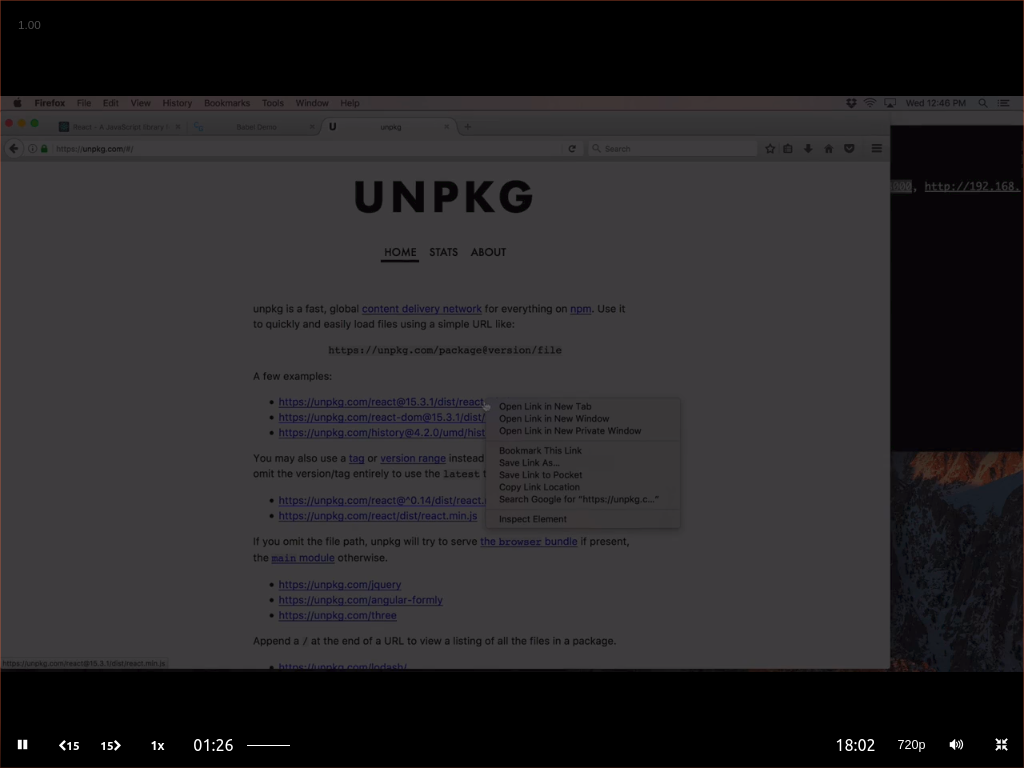 1.00
Firefox File Edit View History Bookmarks Tools Window Help Wed 12:46 PM
React - A JavaScript library Babel Demy unpkg
https://unpkg.com/#/ Search
UNPKG
, http://192.168.
HOME STATS ABOUT
unpkg is a fast, global content delivery network for everything on npm. Use it
to quickly and easily load files using a simple URL like:
https://unpkg.com/package@version/file
A few examples:
https://unpkg.com/react@15.3.1/dist/react
https://unpkg.com/react-dom@15.3.1/dist/
https://unpkg.com/history@4.2.0/umd/hist
Open Link in New Tab
Open Link in New Window
Open Link in New Private Window
Bookmark This Link
Save Link As...
Save Link to Pocket
Copy Link Location
Search Google for "https://unpkg.c..."
Inspect Element
You may also use a tag or version range instead
omit the version/tag entirely to use the latest
https://unpkg.com/react@^0.14/dist/react.
https://unpkg.com/react/dist/react.min.js
If you omit the file path, unpkg will try to serve the browser bundle if present,
the main module otherwise.
https://unpkg.com/jquery
https://unpkg.com/angular-formly
https://unpkg.com/three
Append a / at the end of a URL to view a listing of all the files in a package.
https://unpkg.com/lodash/
https://unpkg.com/react@15.3.1/dist/react.min.js
15 15 1x 01:26 18:02 720p